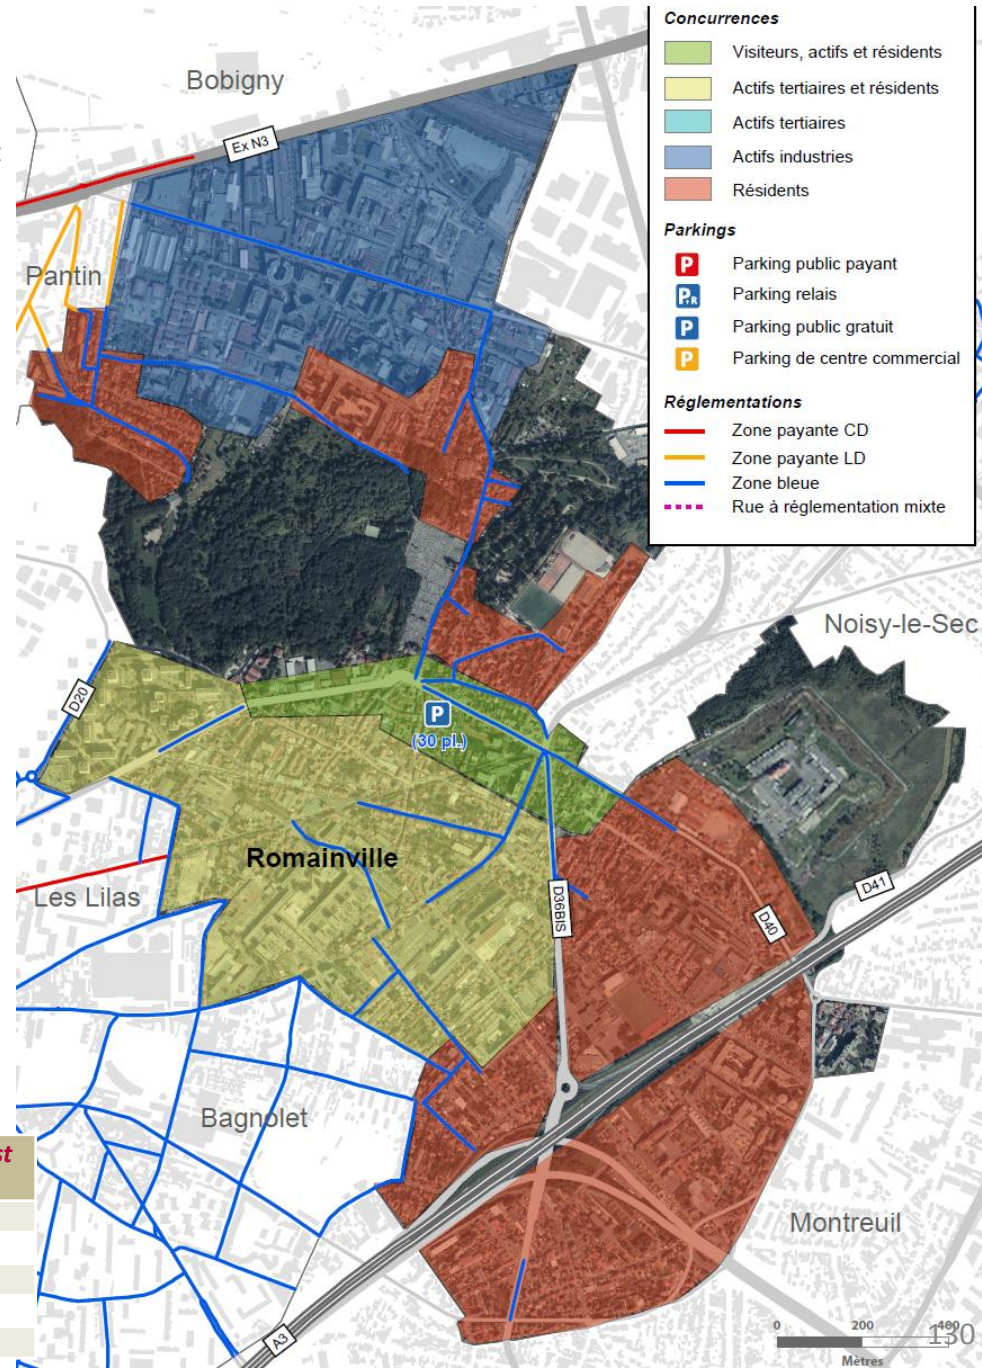 Concurrences
Visiteurs, actifs et résidents
Actifs tertiaires et résidents
Actifs tertiaires
Actifs industries
Résidents
Parkings
P Parking public payant
P+R Parking relais
P Parking public gratuit
P Parking de centre commercial
Réglementations
Zone payante CD
Zone payante LD
Zone bleue
Rue à réglementation mixte
Bobigny
Ex N3
Pantin
Noisy-le-Sec
D20
P
(30 pl.)
Romainville
Les Lilas
D36BIS
D40
D41
Bagnolet
st
Montreuil
A3
0 200 400
Mètres
130